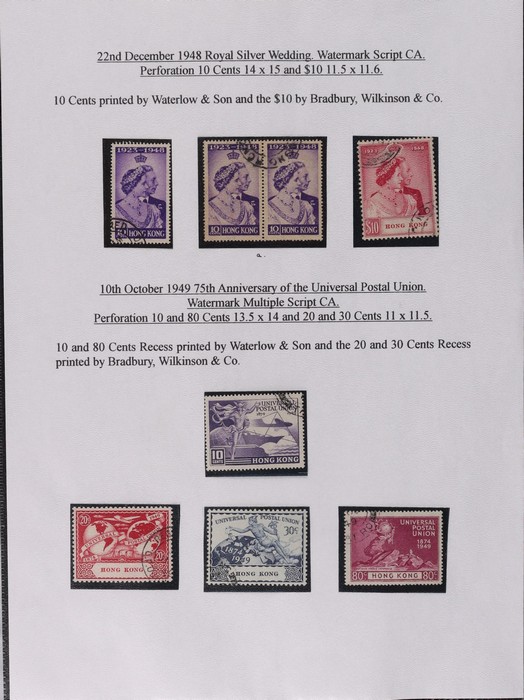 22nd December 1948 Royal Silver Wedding. Watermark Script CA.
Perforation 10 Cents 14 x 15 and $10 11.5 x 11.6.
10 Cents printed by Waterlow & Son and the $10 by Bradbury, Wilkinson & Co.
1923-1948
HONG KONG
1923-1948 1923-1948
10 HONG KONG 10 HONG KONG
$10 HONG KONG
10th October 1949 75th Anniversary of the Universal Postal Union.
Watermark Multiple Script CA.
Perforation 10 and 80 Cents 13.5 x 14 and 20 and 30 Cents 11 x 11.5.
10 and 80 Cents Recess printed by Waterlow & Son and the 20 and 30 Cents Recess
printed by Bradbury, Wilkinson & Co.
UNIVERSAL
POSTAL UNION
10
CENTS HONG KONG
20c
20c
HONG KONG
UNIVERSAL POSTAL UNION
30c
1874
1949
HONG KONG
UNIVERSAL
POSTAL
UNION
1874
1949
80c HONG KONG 80c